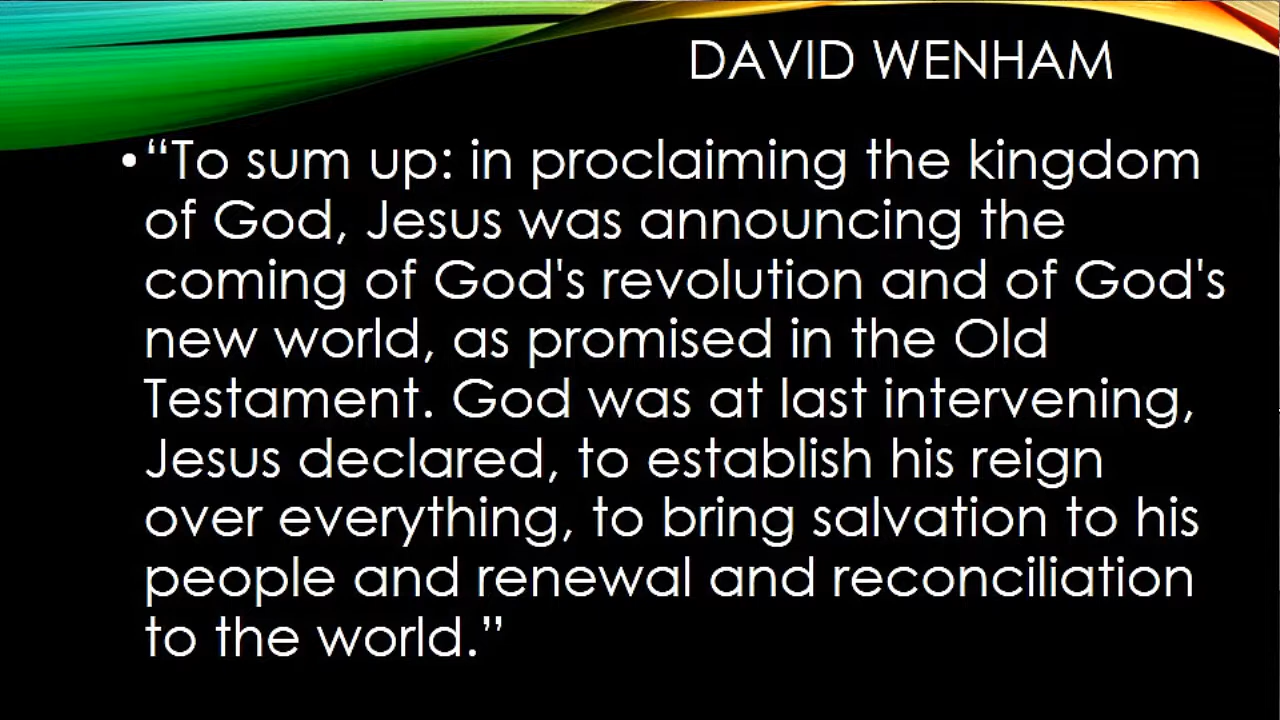 DAVID WENHAM
•“To sum up: in proclaiming the kingdom
of God, Jesus was announcing the
coming of God's revolution and of God's
new world, as promised in the Old
Testament. God was at last intervening,
Jesus declared, to establish his reign
over everything, to bring salvation to his
people and renewal and reconciliation
to the world.”